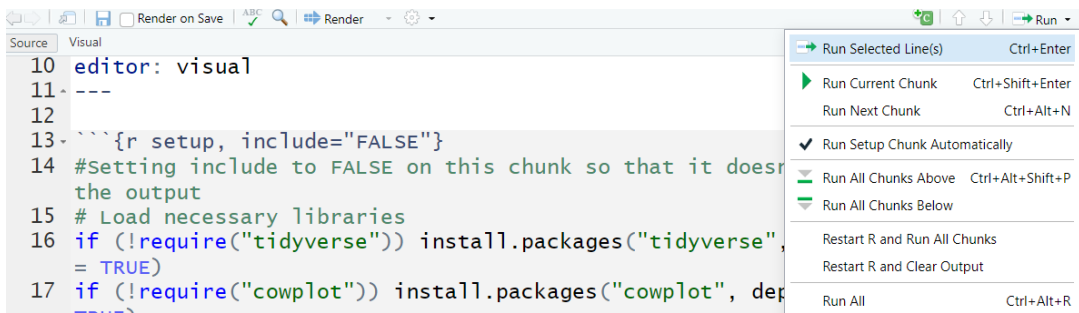 Render on Save ABC Render Run
Source Visual
10 editor: visual
11 ---
12
13 ```{r setup, include="FALSE"}
14 #Setting include to FALSE on this chunk so that it doesr
the output
15 # Load necessary libraries
16 if (!require("tidyverse")) install.packages("tidyverse",
= TRUE)
17 if (!require("cowplot")) install.packages("cowplot", dep
Run Selected Line(s) Ctrl+Enter
Run Current Chunk Ctrl+Shift+Enter
Run Next Chunk Ctrl+Alt+N
Run Setup Chunk Automatically
Run All Chunks Above Ctrl+Alt+Shift+P
Run All Chunks Below
Restart R and Run All Chunks
Restart R and Clear Output
Run All Ctrl+Alt+R